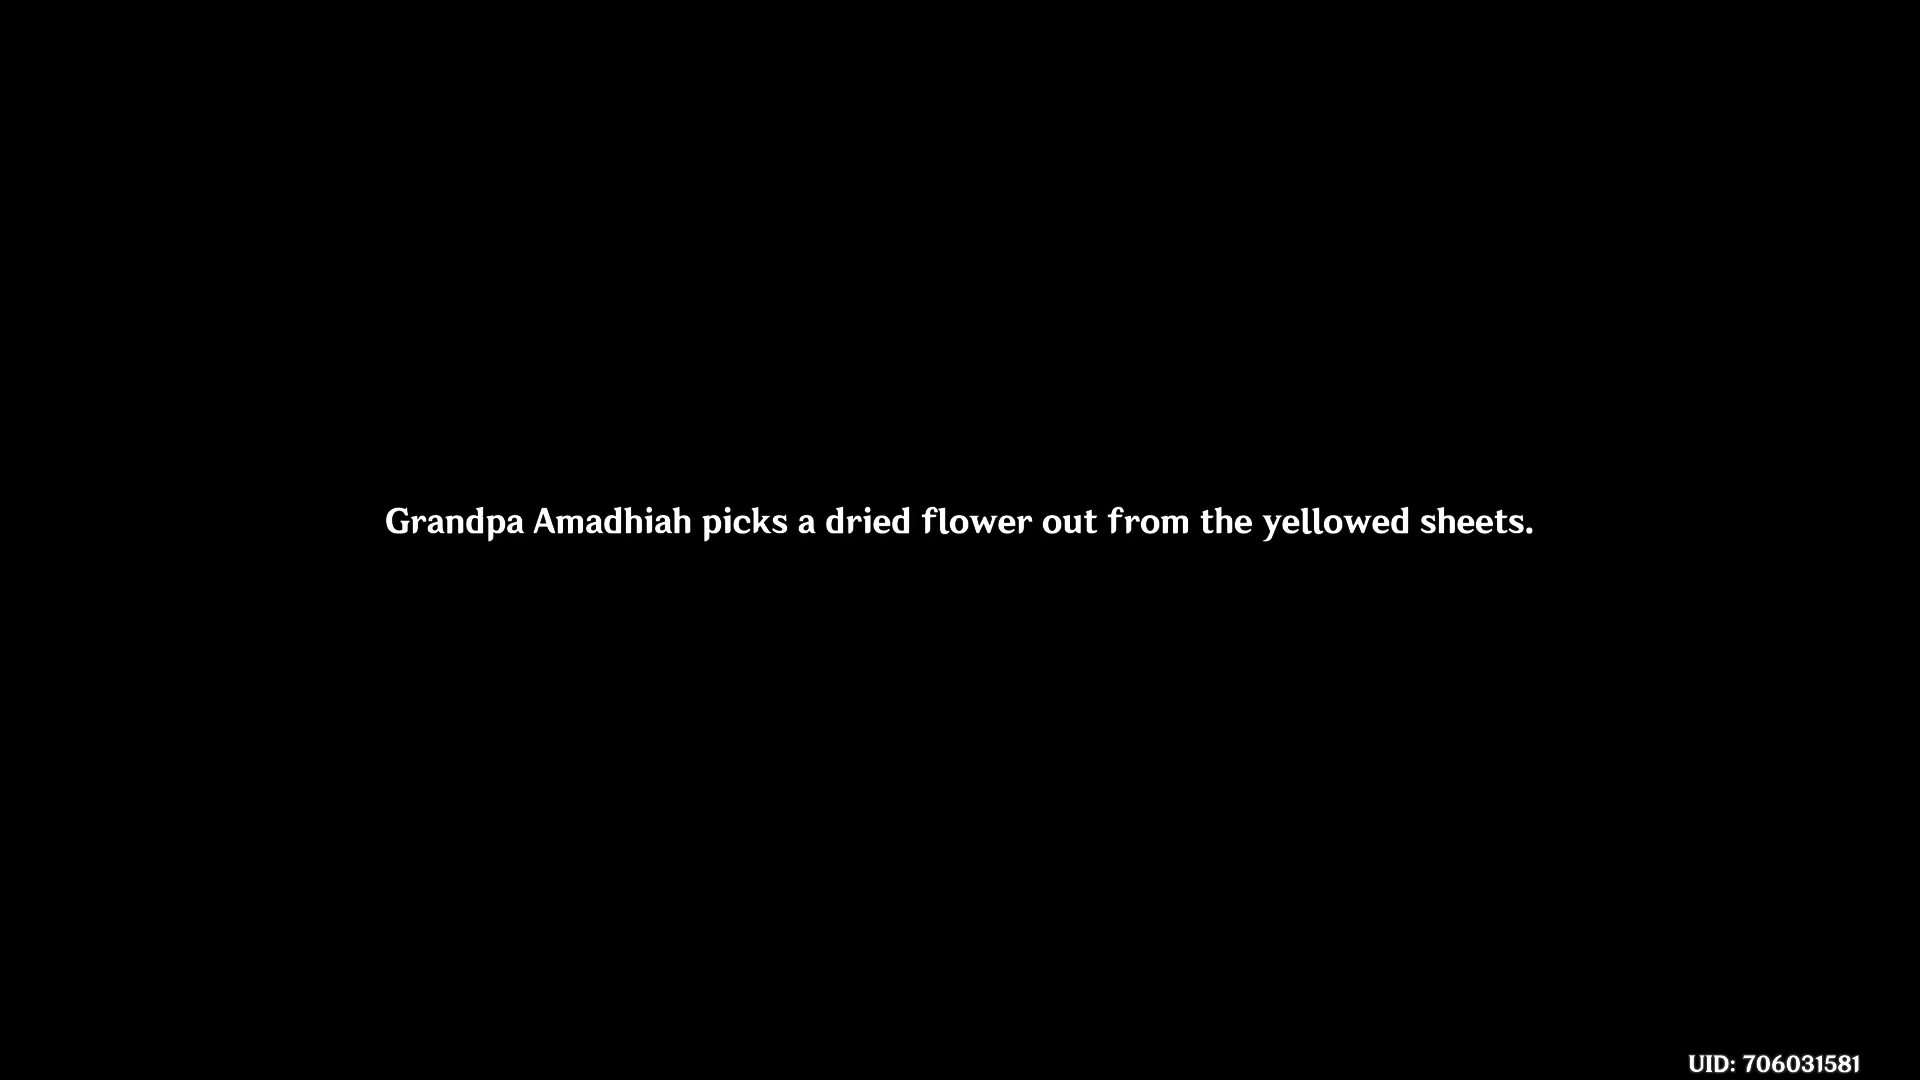 Grandpa Amadhiah picks a dried flower out from the yellowed sheets.
UID: 706031581